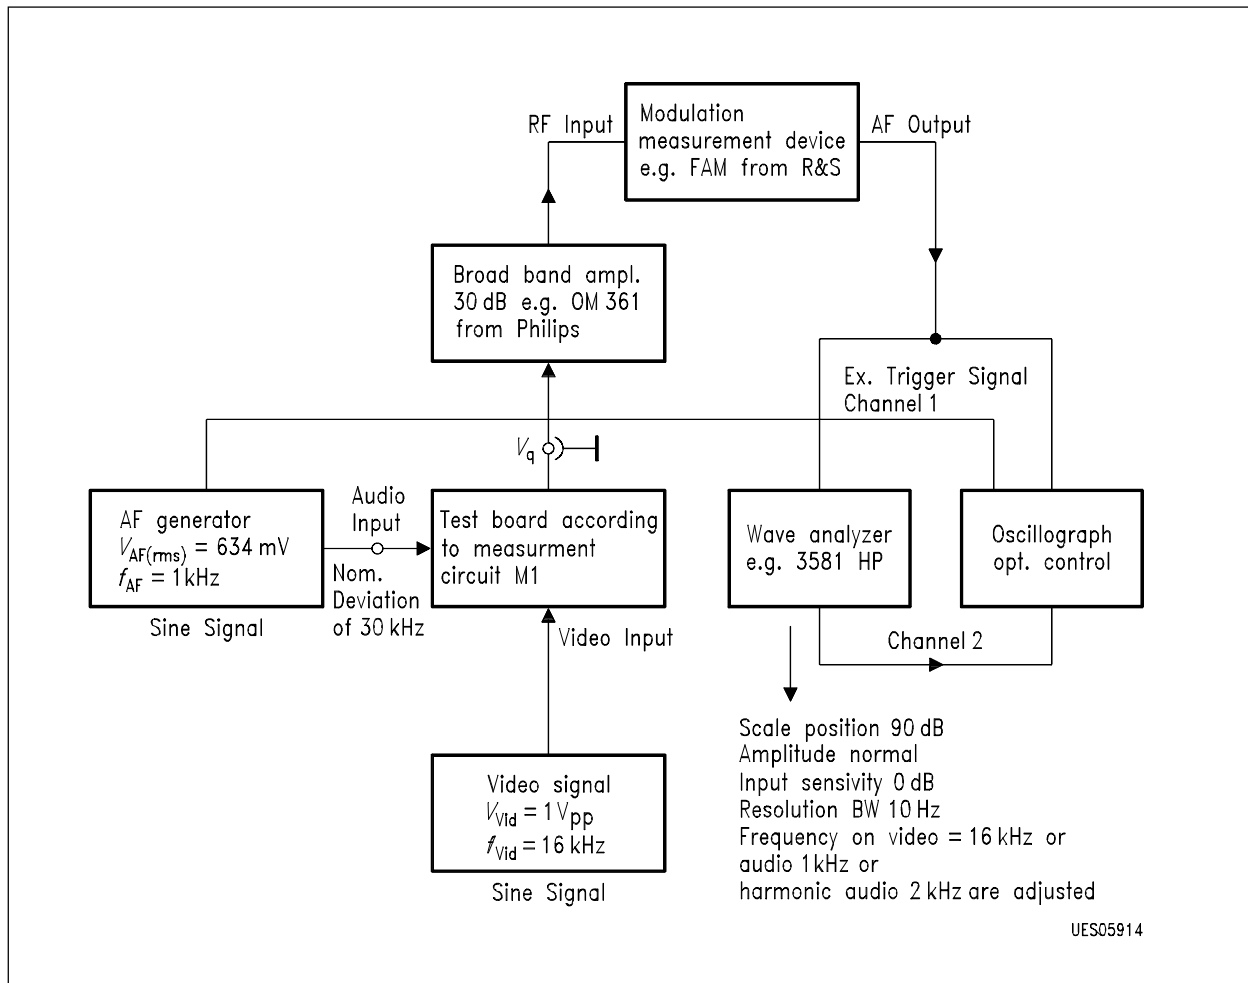 RF Input
Modulation
measurement device
e.g. FAM from R&S
AF Output
Broad band ampl.
30 dB e.g. OM 361
from Philips
Ex. Trigger Signal
Channel 1
Vq
AF generator
VAF(rms) = 634 mV
fAF = 1 kHz
Sine Signal
Audio
Input
Nom.
Deviation
of 30 kHz
Test board according
to measurment
circuit M1
Wave analyzer
e.g. 3581 HP
Oscillograph
opt. control
Video Input
Channel 2
Video signal
VVid = 1 Vpp
fVid = 16 kHz
Sine Signal
Scale position 90 dB
Amplitude normal
Input sensivity 0 dB
Resolution BW 10 Hz
Frequency on video = 16 kHz or
audio 1 kHz or
harmonic audio 2 kHz are adjusted
UES05914